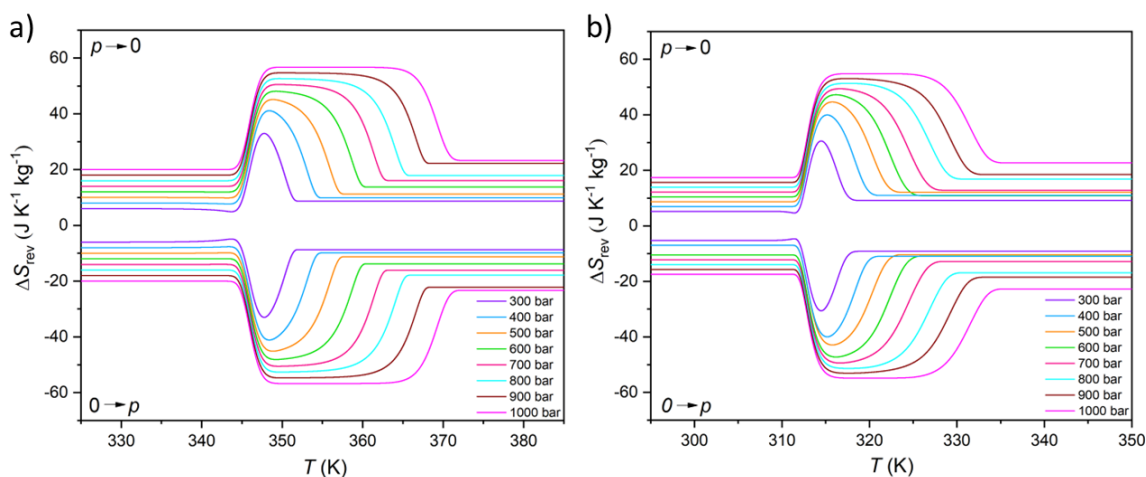 a)
p→0
60
40
20
0
-20
-40
-60
ΔSrev (J K⁻¹ kg⁻¹)
300 bar
400 bar
500 bar
600 bar
700 bar
800 bar
900 bar
1000 bar
0→p
330 340 350 360 370 380
T (K)
b)
p→0
60
40
20
0
-20
-40
-60
ΔSrev (J K⁻¹ kg⁻¹)
300 bar
400 bar
500 bar
600 bar
700 bar
800 bar
900 bar
1000 bar
0→p
300 310 320 330 340 350
T (K)